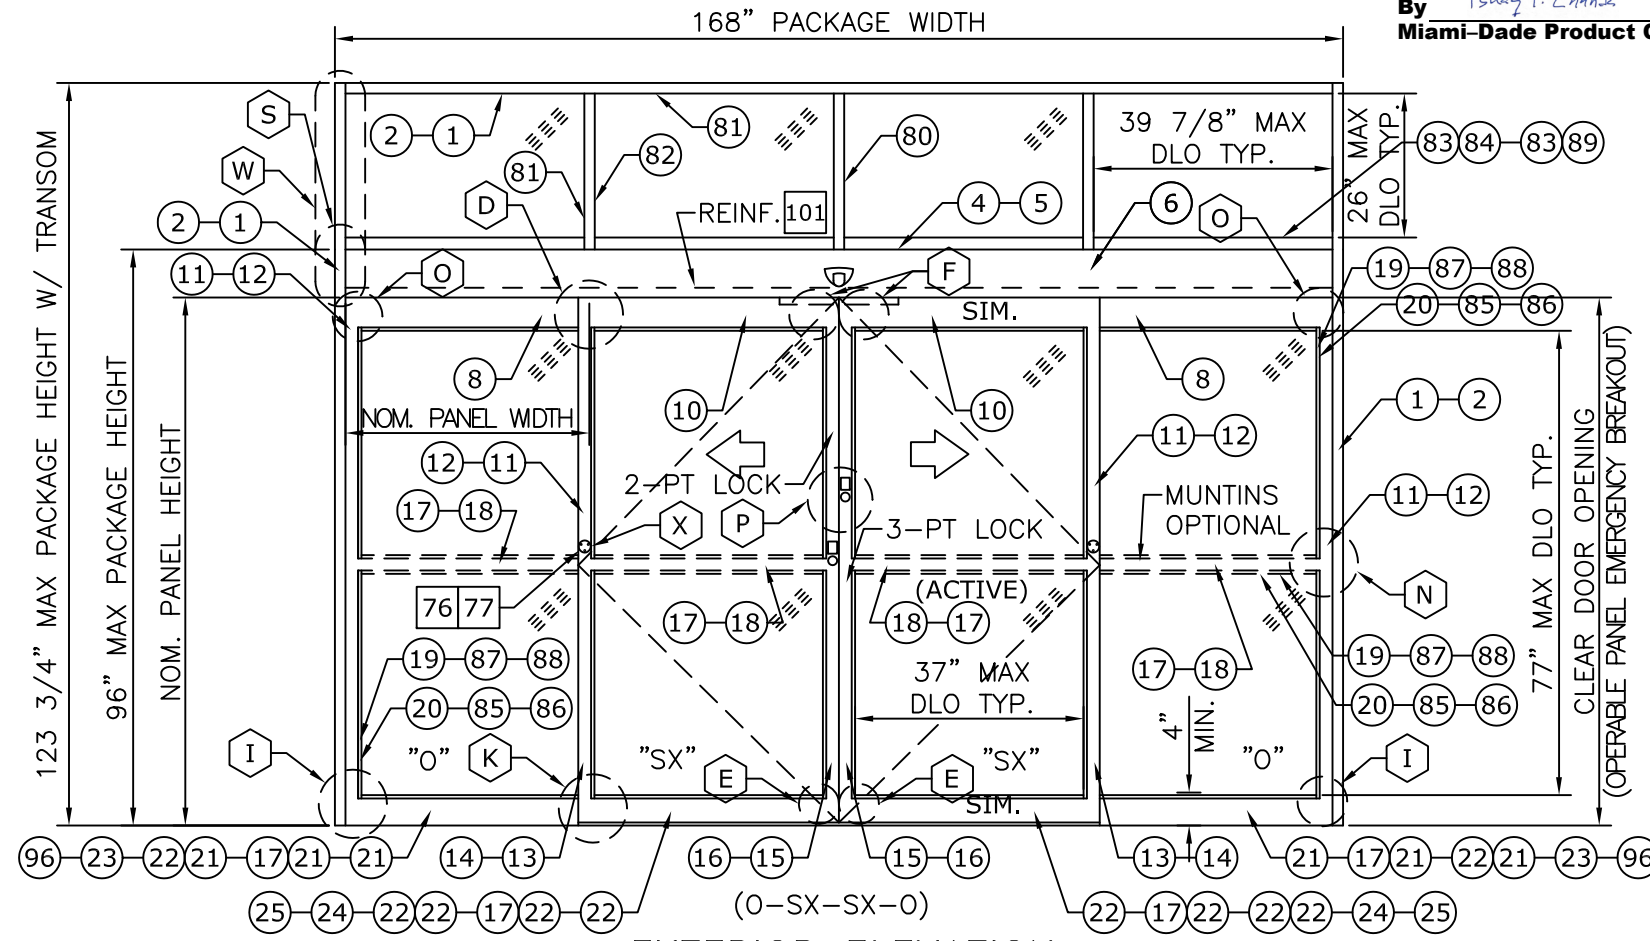 By
Miami–Dade Product
168” PACKAGE WIDTH
123 3/4” MAX PACKAGE HEIGHT W/ TRANSOM
96” MAX PACKAGE HEIGHT
NOM. PANEL HEIGHT
S
W
2 1
81
81
82
80
39 7/8” MAX
DLO TYP.
26” MAX
DLO TYP.
83 84 83 89
D
REINF. 101
4 5
6
O
2 1
11 12
O
F
19 87 88
20 85 86
SIM.
8
8
NOM. PANEL WIDTH
10
10
1 2
12 11
11 12
2-PT LOCK
17 18
X
P
3-PT LOCK
MUNTINS
OPTIONAL
11 12
76 77
(ACTIVE)
N
17 18
18 17
19 87 88
20 85 86
37” MAX
DLO TYP.
17 18
4”
MIN.
19 87 88
20 85 86
77” MAX DLO TYP.
CLEAR DOOR OPENING
(OPERABLE PANEL EMERGENCY BREAKOUT)
I
"O"
K
"SX"
E
E
"SX"
"O"
I
SIM.
96 23 22 21 17 21 21
14 13
16 15
15 16
13 14
21 17 21 22 21 23 96
25 24 22 22 17 22 22
(O-SX-SX-O)
22 17 22 22 22 24 25